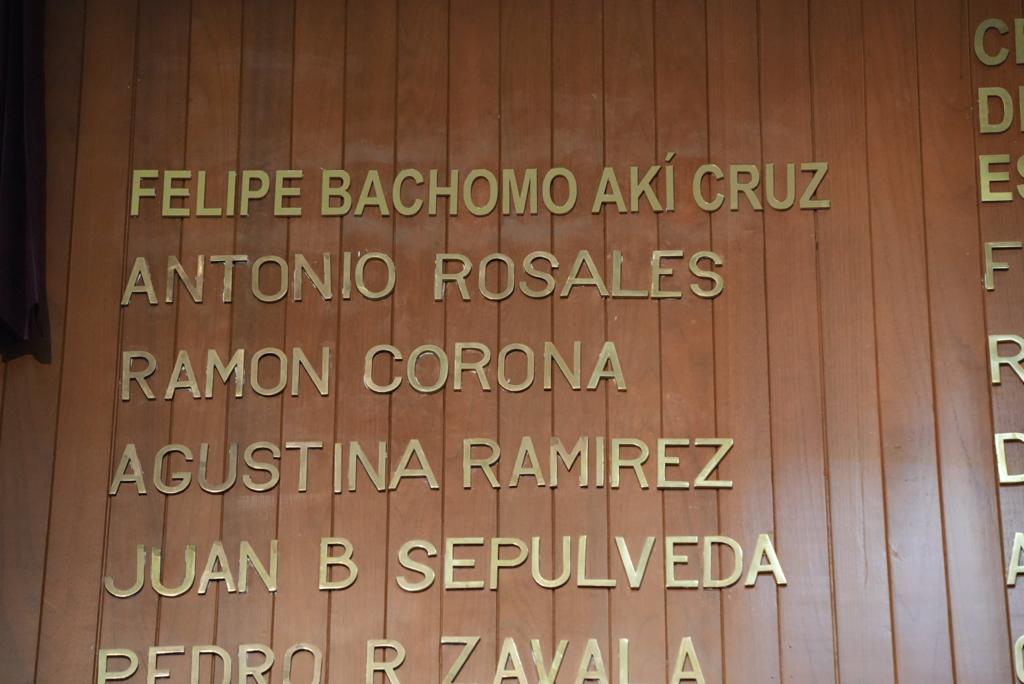 FELIPE BACHOMO AKÍ CRUZ
ANTONIO ROSALES
RAMON CORONA
AGUSTINA RAMIREZ
JUAN B SEPULVEDA
PEDRO R ZAVALA